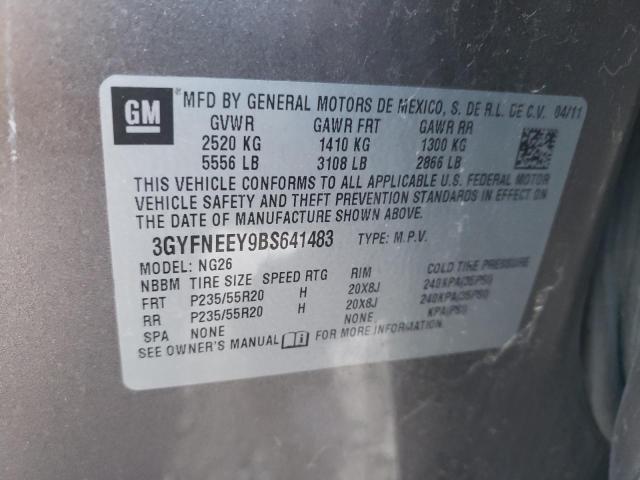 GM
MFD BY GENERAL MOTORS DE MEXICO, S. DE R.L. DE C.V. 04/11
GVWR GAWR FRT GAWR RR
2520 KG 1410 KG 1300 KG
5556 LB 3108 LB 2866 LB
THIS VEHICLE CONFORMS TO ALL APPLICABLE U.S. FEDERAL MOTOR
VEHICLE SAFETY AND THEFT PREVENTION STANDARDS IN EFFECT ON
THE DATE OF MANUFACTURE SHOWN ABOVE.
3GYFNEEY9BS641483 TYPE: M.P.V.
MODEL: NG26
NBBM TIRE SIZE SPEED RTG RIM COLD TIRE PRESSURE
FRT P235/55R20 H 20X8J 240KPA(35PSI)
RR P235/55R20 H 20X8J 240KPA(35PSI)
SPA NONE NONE KPA(PSI)
SEE OWNER'S MANUAL FOR MORE INFORMATION.